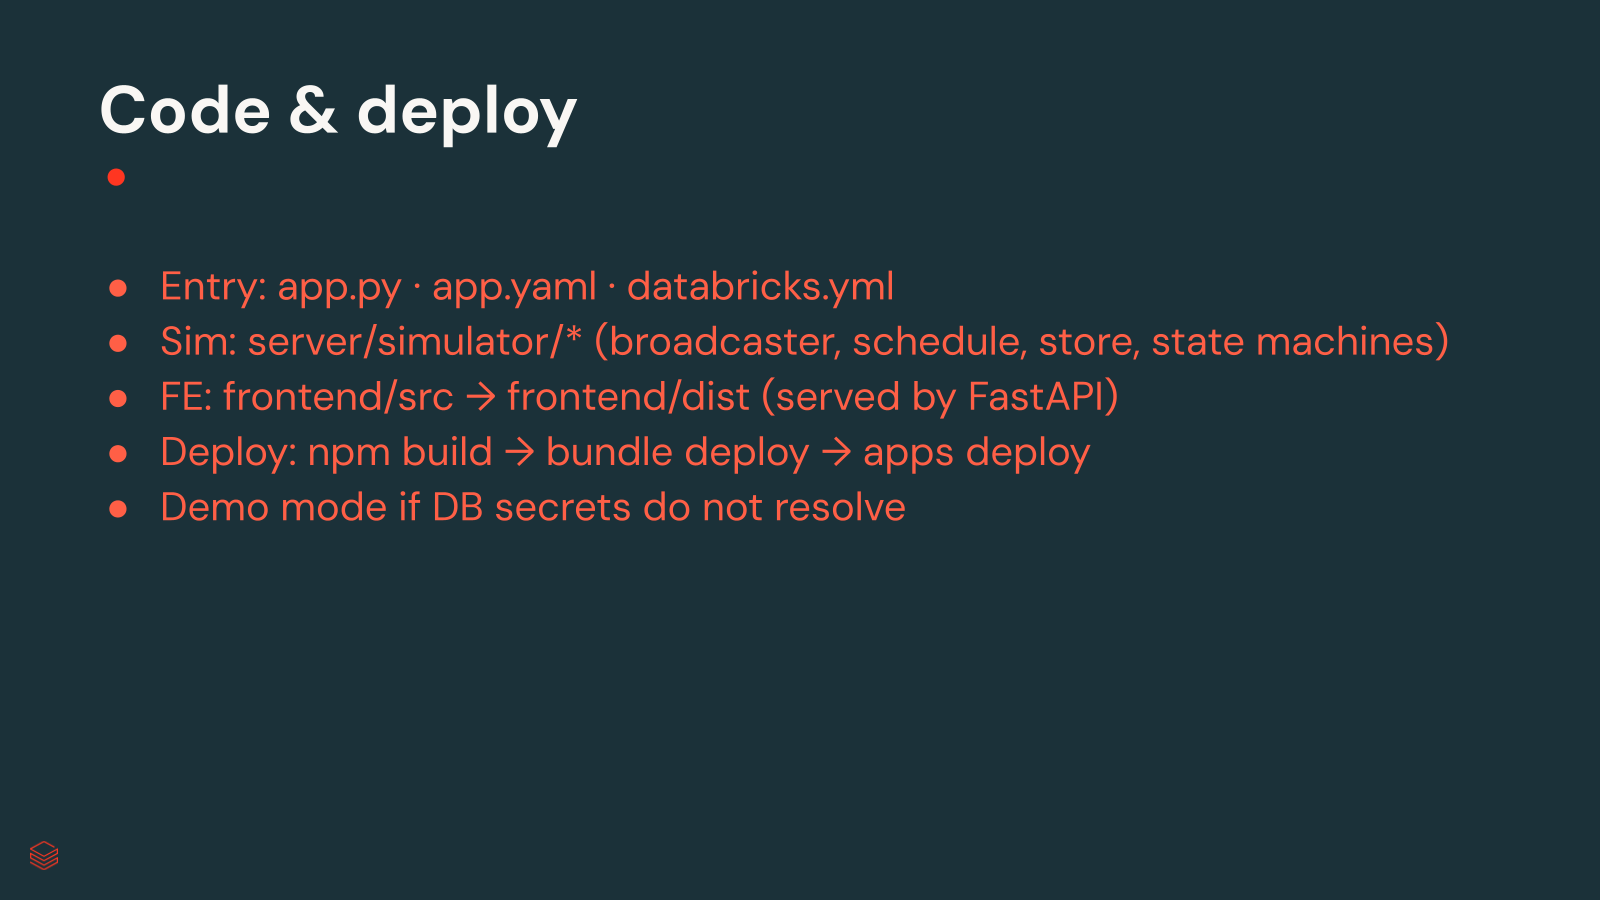 Code & deploy
●
● Entry: app.py · app.yaml · databricks.yml
● Sim: server/simulator/* (broadcaster, schedule, store, state machines)
● FE: frontend/src → frontend/dist (served by FastAPI)
● Deploy: npm build → bundle deploy → apps deploy
● Demo mode if DB secrets do not resolve